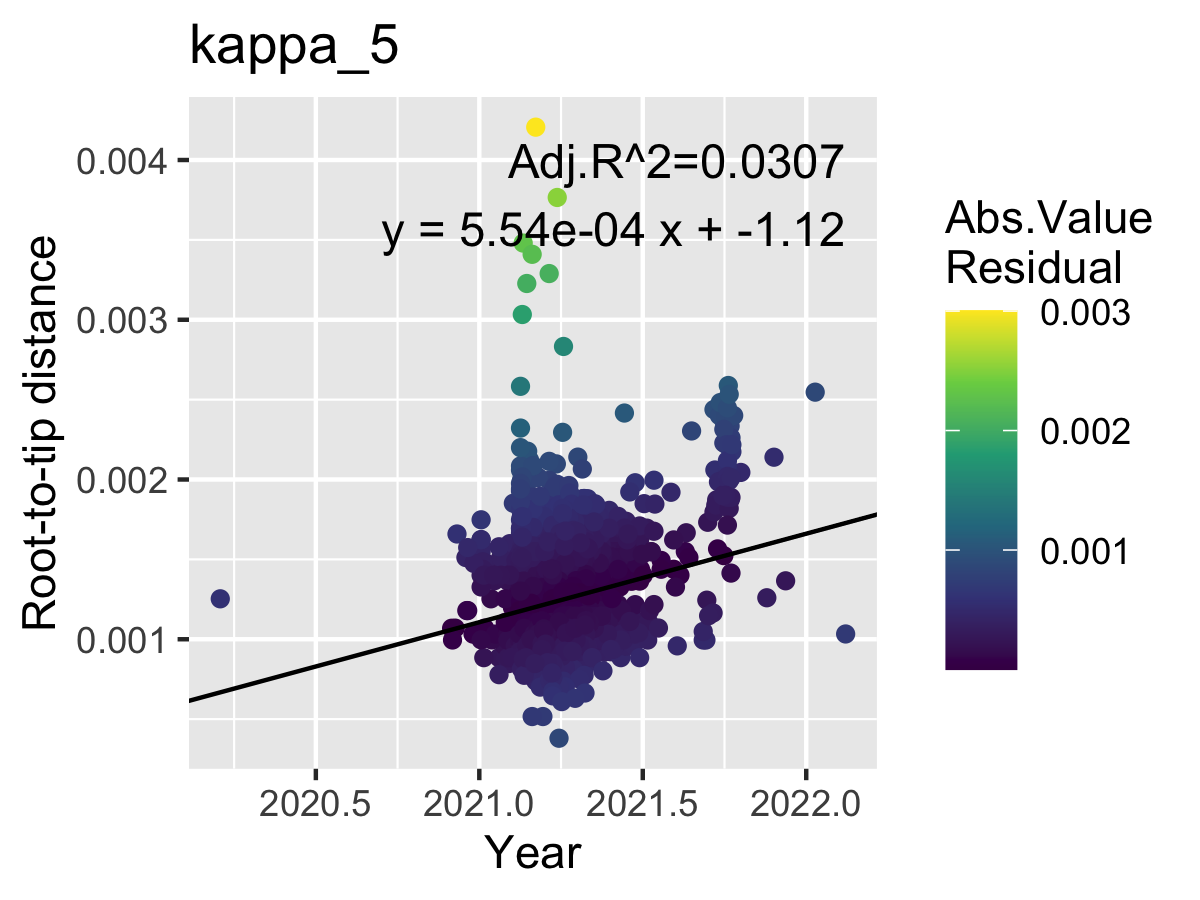 kappa_5
Adj.R^2=0.0307
y = 5.54e-04 x + -1.12
0.004
0.003
0.002
0.001
Root-to-tip distance
2020.5 2021.0 2021.5 2022.0
Year
Abs.Value
Residual
0.003
0.002
0.001